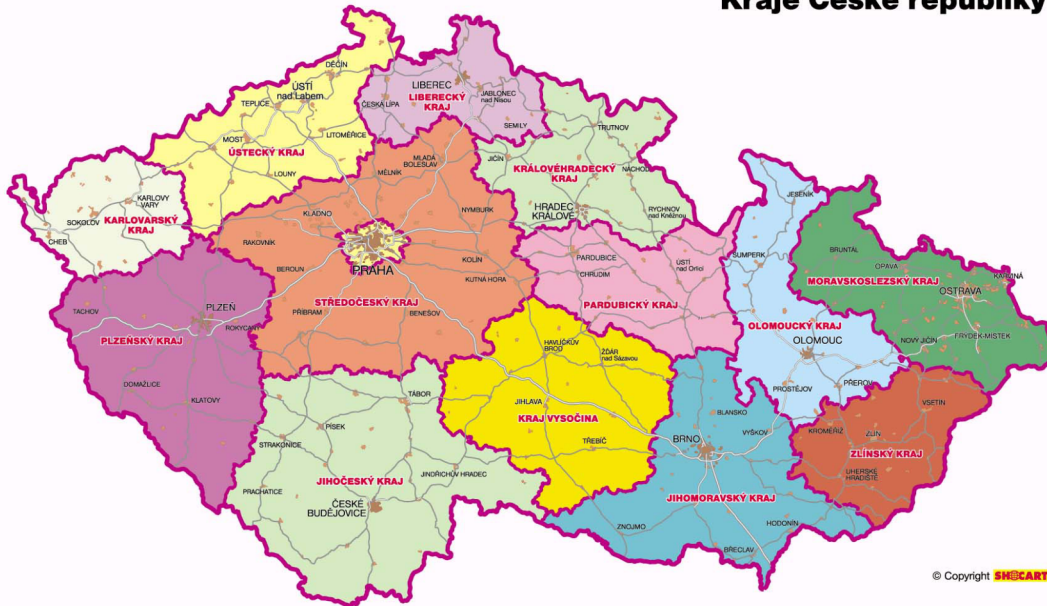 Kraje České republiky
DĚČÍN
ÚSTÍ
nad Labem
TEPLICE
MOST
LITOMĚŘICE
ÚSTECKÝ KRAJ
LOUNY
LIBEREC
LIBERECKÝ
KRAJ
ČESKÁ LÍPA
JABLONEC
nad Nisou
SEMILY
TRUTNOV
JIČÍN
KRÁLOVÉHRADECKÝ
KRAJ
NÁCHOD
HRADEC
KRÁLOVÉ
RYCHNOV
nad Kněžnou
KARLOVY
VARY
SOKOLOV
KARLOVARSKÝ
KRAJ
CHEB
MLADÁ
BOLESLAV
MĚLNÍK
KLADNO
NYMBURK
RAKOVNÍK
PRAHA
BEROUN
KOLÍN
KUTNÁ HORA
STŘEDOČESKÝ KRAJ
PŘÍBRAM
BENEŠOV
PARDUBICE
CHRUDIM
ÚSTÍ
nad Orlicí
PARDUBICKÝ KRAJ
JESENÍK
ŠUMPERK
OLOMOUCKÝ KRAJ
OLOMOUC
PROSTĚJOV
PŘEROV
BRUNTÁL
OPAVA
KARVINÁ
MORAVSKOSLEZSKÝ KRAJ
OSTRAVA
NOVÝ JIČÍN
FRÝDEK-MÍSTEK
TACHOV
PLZEŇ
ROKYCANY
PLZEŇSKÝ KRAJ
DOMAŽLICE
KLATOVY
HAVLÍČKŮV
BROD
ŽĎÁR
nad Sázavou
JIHLAVA
KRAJ VYSOČINA
TŘEBÍČ
TÁBOR
PÍSEK
STRAKONICE
JINDŘICHŮV HRADEC
JIHOČESKÝ KRAJ
PRACHATICE
ČESKÉ
BUDĚJOVICE
BLANSKO
VYŠKOV
BRNO
JIHOMORAVSKÝ KRAJ
ZNOJMO
HODONÍN
BŘECLAV
VSETÍN
KROMĚŘÍŽ
ZLÍN
ZLÍNSKÝ KRAJ
UHERSKÉ
HRADIŠTĚ
© Copyright SHOCART